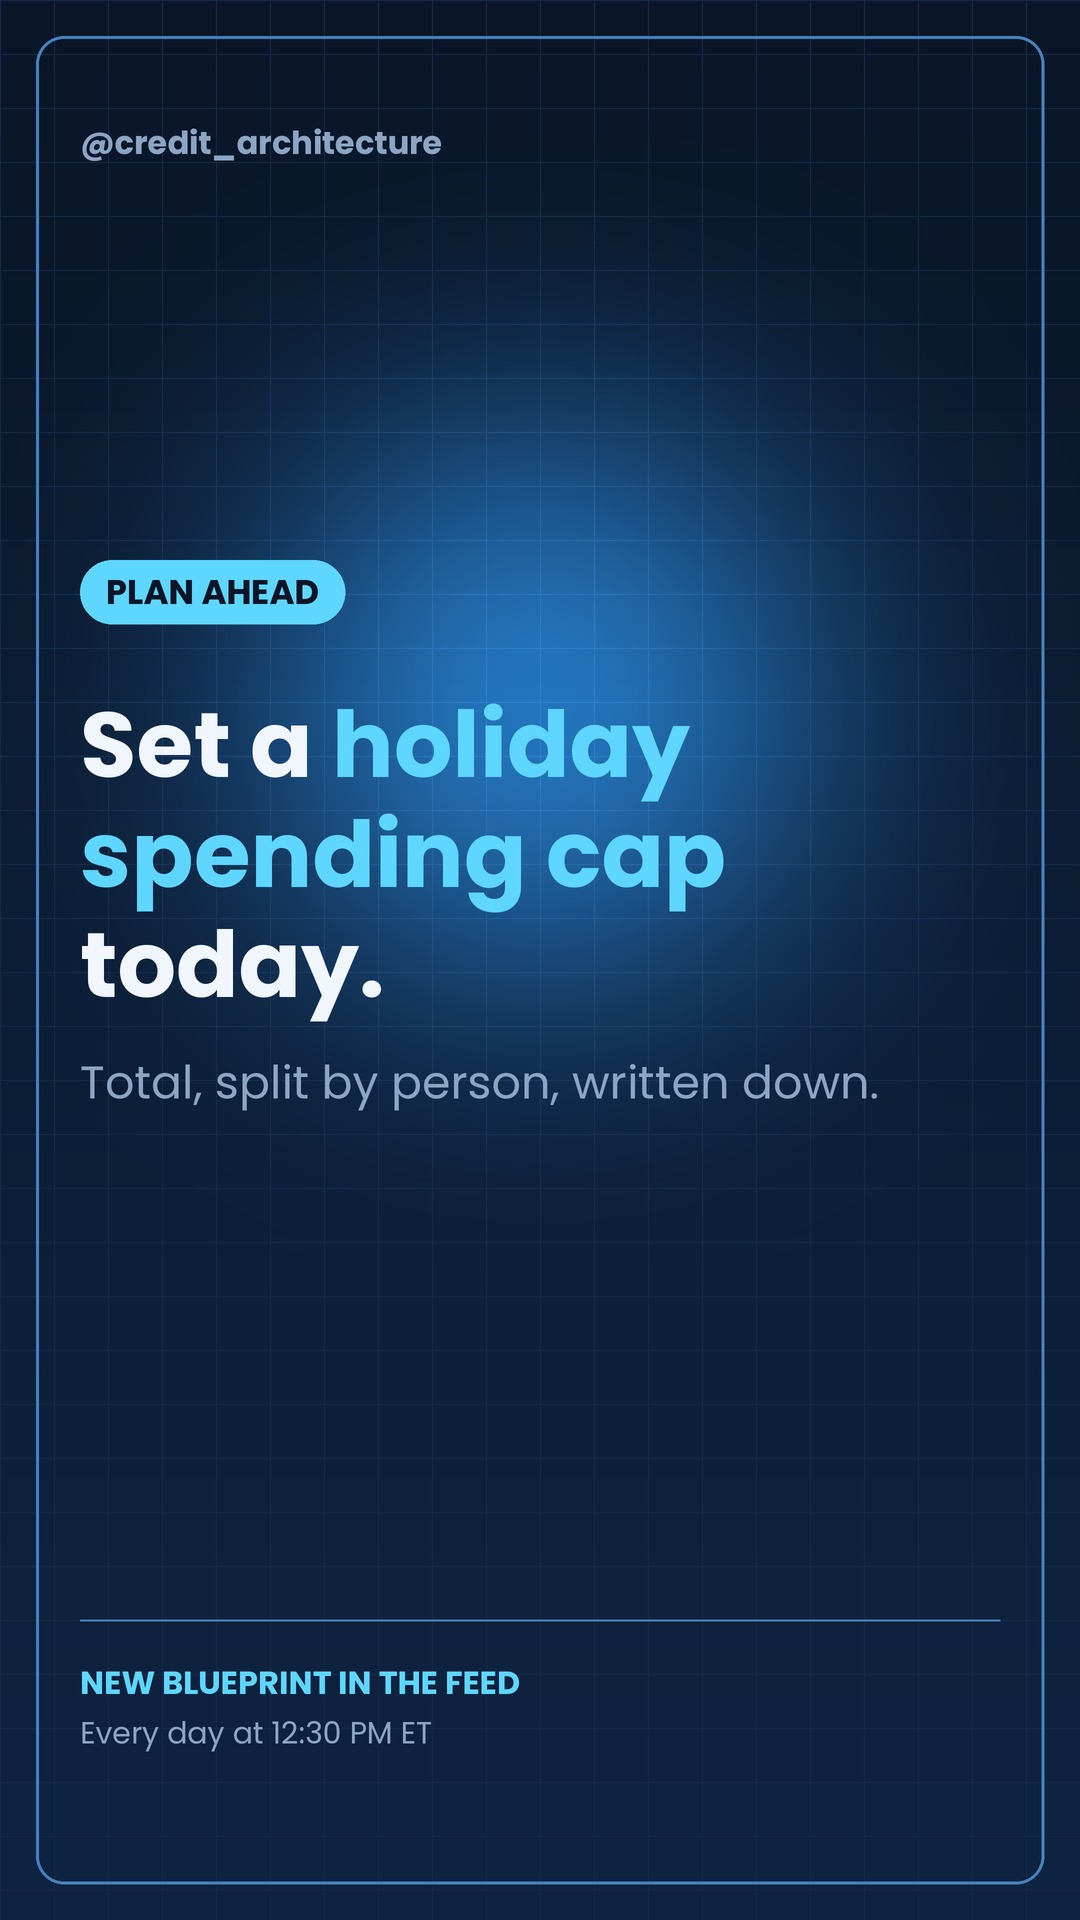 @credit_architecture
PLAN AHEAD
Set a holiday
spending cap
today.
Total, split by person, written down.
NEW BLUEPRINT IN THE FEED
Every day at 12:30 PM ET